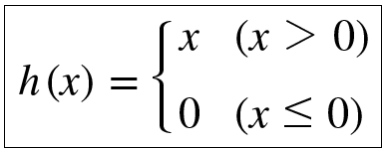 h(x) = { x (x > 0)
0 (x ≤ 0)